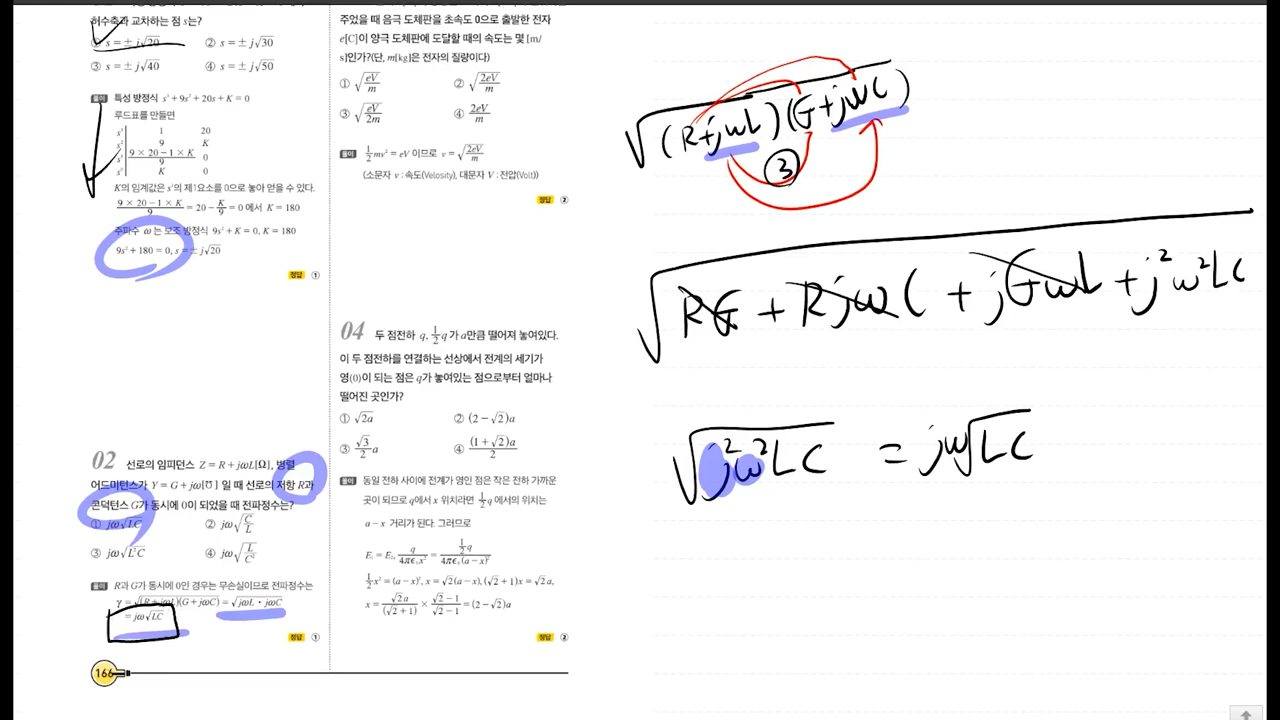 허수축과 교차하는 점 s는?
① s = ± j√20 ② s = ± j√30
③ s = ± j√40 ④ s = ± j√50
풀이 특성 방정식 s³ + 9s² + 20s + K = 0
루드표를 만들면
s³ 1 20
s² 9 K
s¹ (9 × 20 − 1 × K)/9 0
s⁰ K 0
K의 임계값은 s¹의 제1요소를 0으로 놓아 얻을 수 있다.
(9 × 20 − 1 × K)/9 = 20 − K/9 = 0 에서 K = 180
주파수 ω는 보조 방정식 9s² + K = 0, K = 180
9s² + 180 = 0, s = ± j√20
정답 ①
02 선로의 임피던스 Z = R + jωL[Ω], 병렬
어드미턴스가 Y = G + jω[℧] 일 때 선로의 저항 R과
콘덕턴스 G가 동시에 0이 되었을 때 전파정수는?
① jω√LC ② jω√(C/L)
③ jω√(L²C) ④ jω√(L/C²)
풀이 R과 G가 동시에 0인 경우는 무손실이므로 전파정수는
γ = √(R + jωL)(G + jωC) = √(jωL · jωC)
= jω√LC
정답 ①
166
주었을 때 음극 도체판을 초속도 0으로 출발한 전자
e[C]이 양극 도체판에 도달할 때의 속도는 몇 [m/
s]인가?(단, m[kg]은 전자의 질량이다)
① √(eV/m) ② √(2eV/m)
③ √(eV/2m) ④ 2eV/m
풀이 ½mv² = eV 이므로 v = √(2eV/m)
(소문자 v : 속도(Velosity), 대문자 V : 전압(Volt))
정답 ②
04 두 점전하 q, ½q가 a만큼 떨어져 놓여있다.
이 두 점전하를 연결하는 선상에서 전계의 세기가
영(0)이 되는 점은 q가 놓여있는 점으로부터 얼마나
떨어진 곳인가?
① √2a ② (2 − √2)a
③ (√3/2)a ④ (1 + √2)a/2
풀이 동일 전하 사이에 전계가 영인 점은 작은 전하 가까운
곳이 되므로 q에서 x 위치라면 ½q 에서의 위치는
a − x 거리가 된다. 그러므로
½x² = (a − x)², x = √2(a − x), (√2 + 1)x = √2a,
x = √2a/(√2 + 1) × (√2 − 1)/(√2 − 1) = (2 − √2)a
정답 ②
√(R+jωL)(G+jωC)
③
√RG + RjωC + jGωL + j²ω²LC
√j²ω²LC = jω√LC